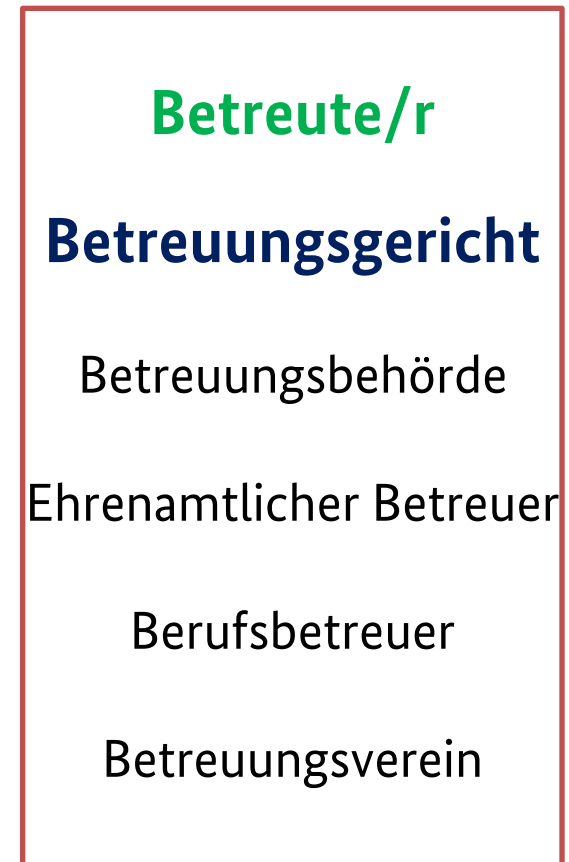 Betreute/r
Betreuungsgericht
Betreuungsbehörde
Ehrenamtlicher Betreuer
Berufsbetreuer
Betreuungsverein